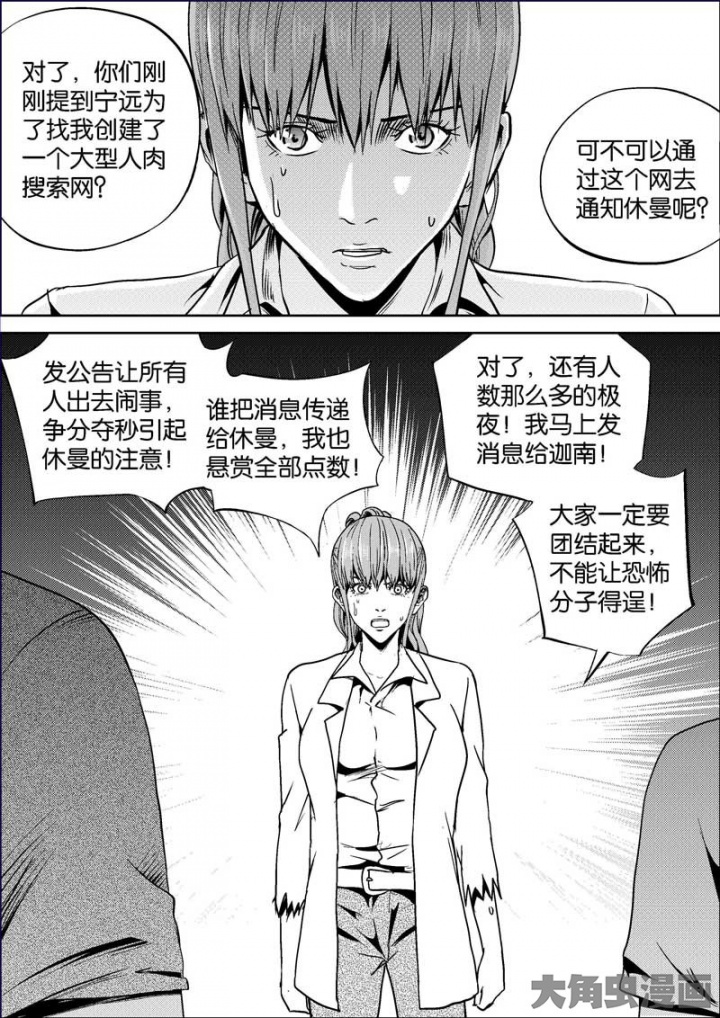 对了，你们刚
刚提到宁远为
了找我创建了
一个大型人肉
搜索网？
可不可以通
过这个网去
通知休曼呢？
发公告让所有
人出去闹事，
争分夺秒引起
休曼的注意！
谁把消息传递
给休曼，我也
悬赏全部点数！
对了，还有人
数那么多的极
夜！我马上发
消息给迦南！
大家一定要
团结起来，
不能让恐怖
分子得逞！
大角虫漫画